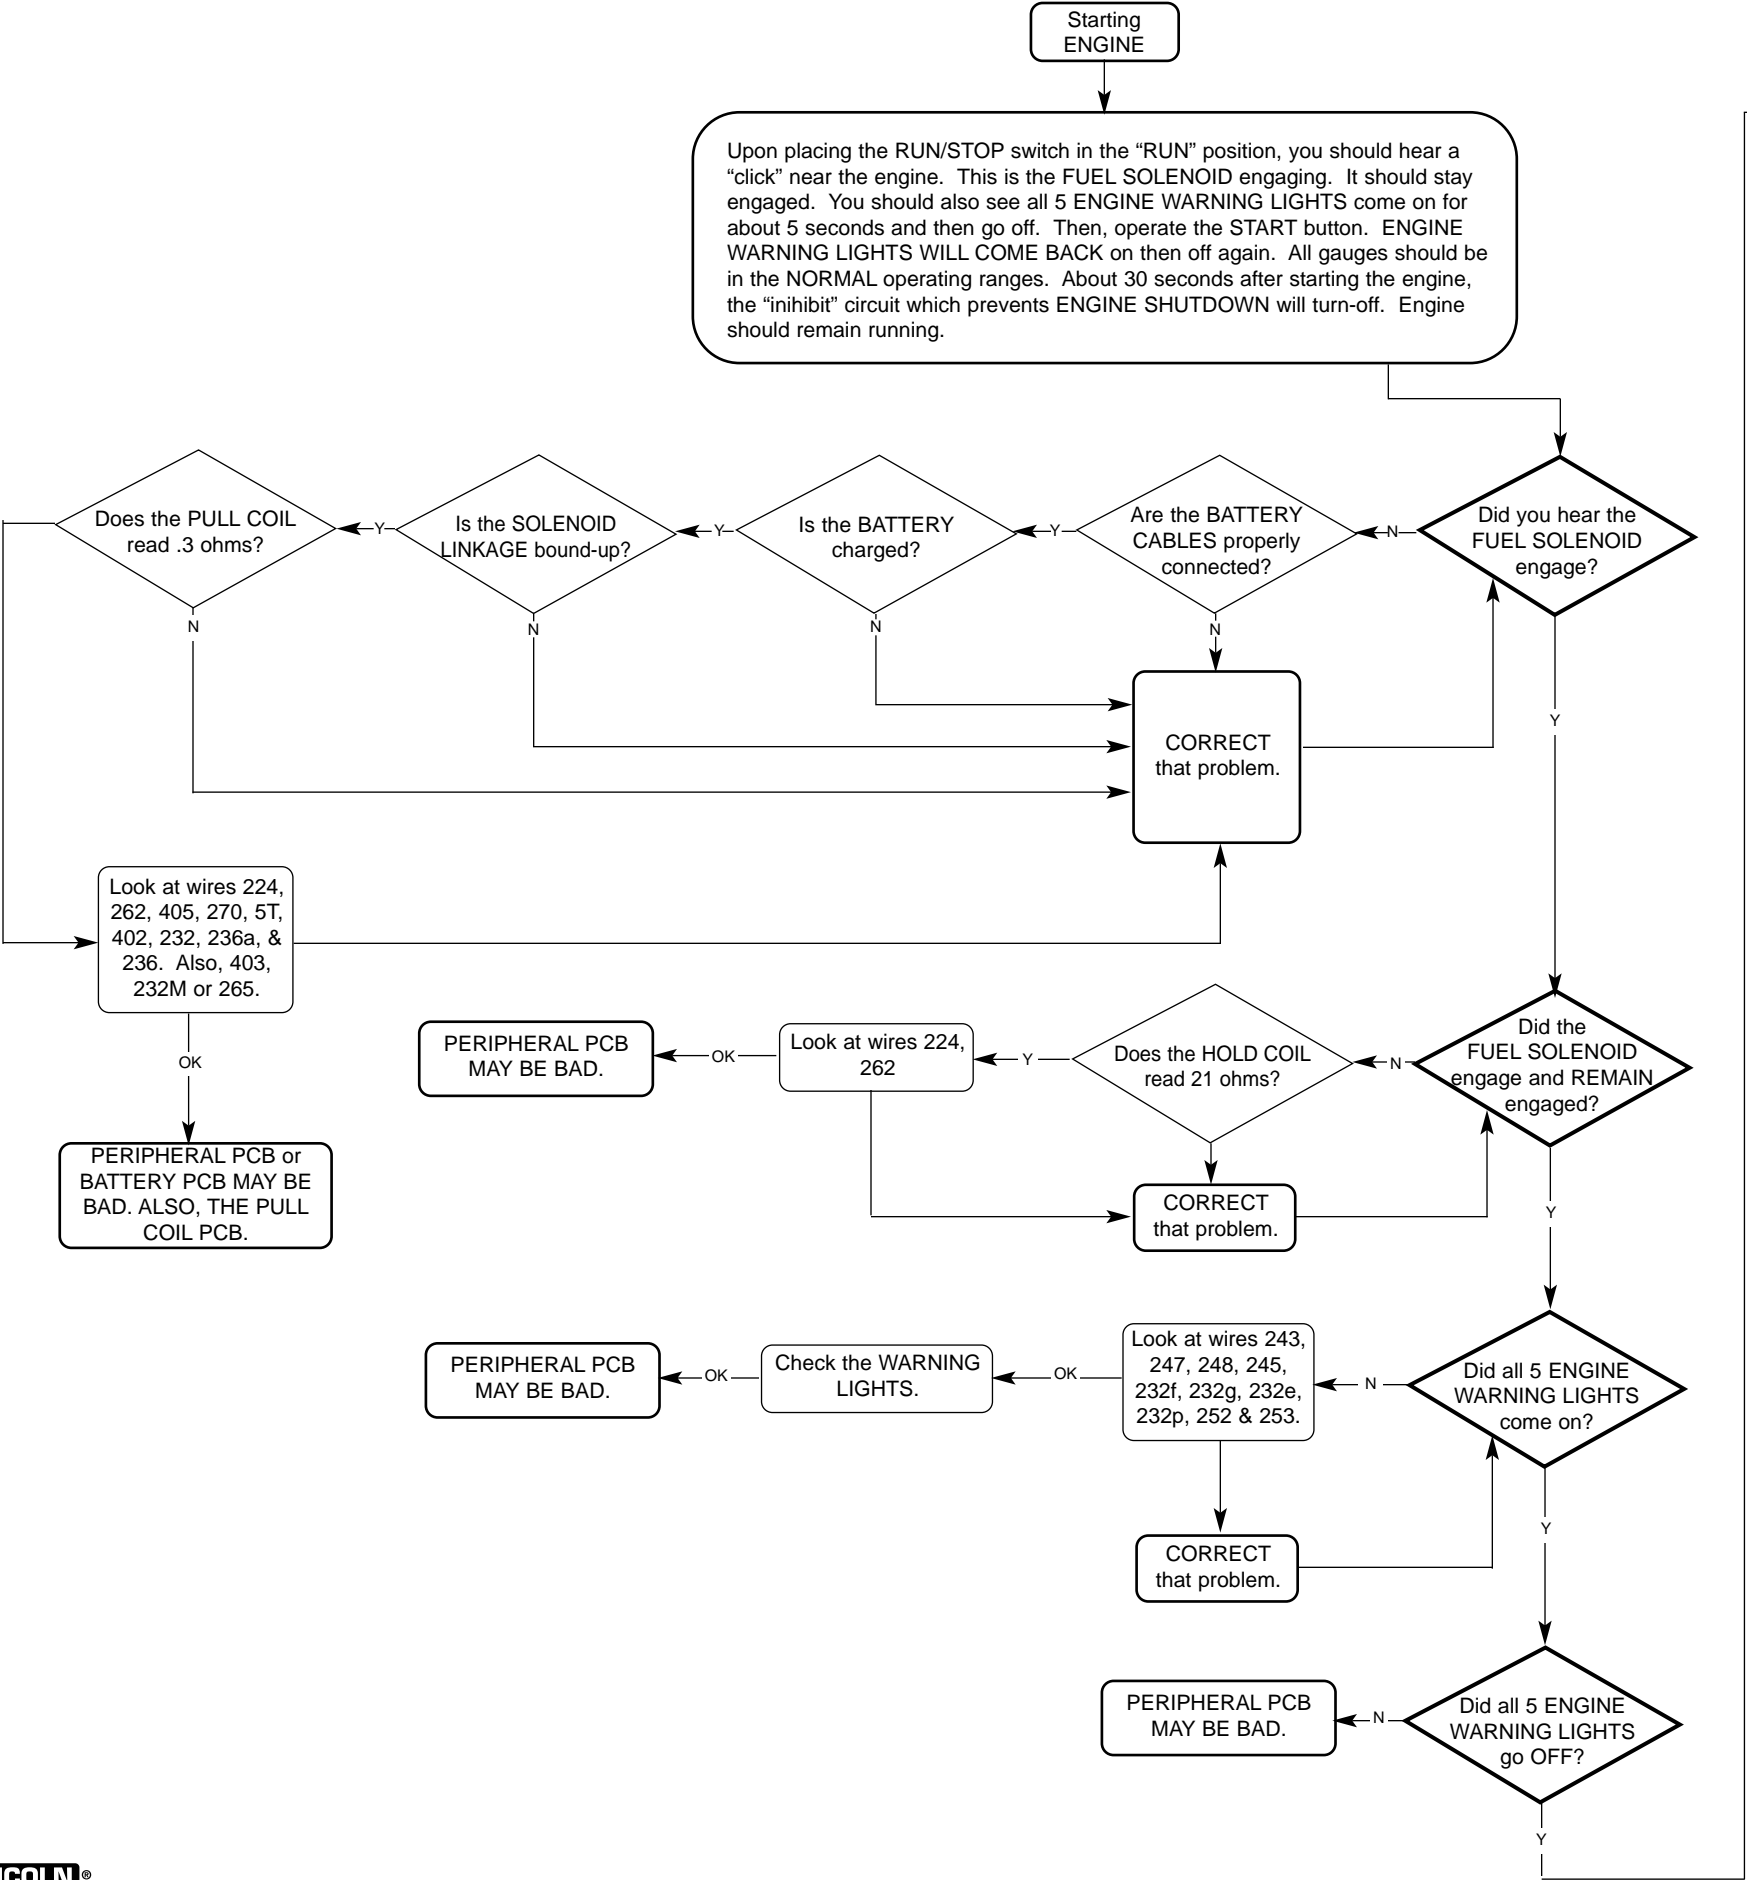 Starting
ENGINE
Upon placing the RUN/STOP switch in the “RUN” position, you should hear a
“click” near the engine.  This is the FUEL SOLENOID engaging.  It should stay
engaged.  You should also see all 5 ENGINE WARNING LIGHTS come on for
about 5 seconds and then go off.  Then, operate the START button.  ENGINE
WARNING LIGHTS WILL COME BACK on then off again.  All gauges should be
in the NORMAL operating ranges.  About 30 seconds after starting the engine,
the “inihibit” circuit which prevents ENGINE SHUTDOWN will turn-off.  Engine
should remain running.
Does the PULL COIL
read .3 ohms?
Y
Is the SOLENOID
LINKAGE bound-up?
Y
Is the BATTERY
charged?
Y
Are the BATTERY
CABLES properly
connected?
N
Did you hear the
FUEL SOLENOID
engage?
N
N
N
N
Y
CORRECT
that problem.
Look at wires 224,
262, 405, 270, 5T,
402, 232, 236a, &
236.  Also, 403,
232M or 265.
OK
PERIPHERAL PCB or
BATTERY PCB MAY BE
BAD. ALSO, THE PULL
COIL PCB.
PERIPHERAL PCB
MAY BE BAD.
OK
Look at wires 224,
262
Y
Does the HOLD COIL
read 21 ohms?
N
Did the
FUEL SOLENOID
engage and REMAIN
engaged?
CORRECT
that problem.
Y
PERIPHERAL PCB
MAY BE BAD.
OK
Check the WARNING
LIGHTS.
OK
Look at wires 243,
247, 248, 245,
232f, 232g, 232e,
232p, 252 & 253.
N
Did all 5 ENGINE
WARNING LIGHTS
come on?
CORRECT
that problem.
Y
PERIPHERAL PCB
MAY BE BAD.
N
Did all 5 ENGINE
WARNING LIGHTS
go OFF?
Y